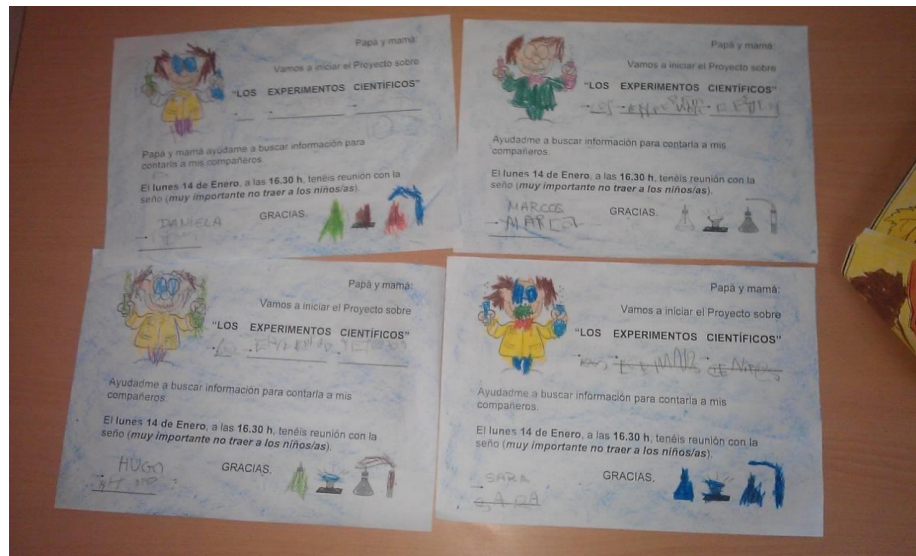 Papá y mamá:
Vamos a iniciar el Proyecto sobre
"LOS EXPERIMENTOS CIENTÍFICOS"
Papá y mamá ayúdame a buscar información para
contarla a mis compañeros.
El lunes 14 de Enero, a las 16.30 h, tenéis reunión con la
seño (muy importante no traer a los niños/as).
GRACIAS.
DANIELA
Papá y mamá:
Vamos a iniciar el Proyecto sobre
"LOS EXPERIMENTOS CIENTÍFICOS"
Ayudadme a buscar información para contarla a mis
compañeros.
El lunes 14 de Enero, a las 16.30 h, tenéis reunión con la
seño (muy importante no traer a los niños/as).
GRACIAS.
MARCOS
Papá y mamá:
Vamos a iniciar el Proyecto sobre
"LOS EXPERIMENTOS CIENTÍFICOS"
Ayudadme a buscar información para contarla a mis
compañeros.
El lunes 14 de Enero, a las 16.30 h, tenéis reunión con la
seño (muy importante no traer a los niños/as).
GRACIAS.
HUGO
Papá y mamá:
Vamos a iniciar el Proyecto sobre
"LOS EXPERIMENTOS CIENTÍFICOS"
Ayudadme a buscar información para contarla a mis
compañeros.
El lunes 14 de Enero, a las 16.30 h, tenéis reunión con la
seño (muy importante no traer a los niños/as).
GRACIAS.
SARA